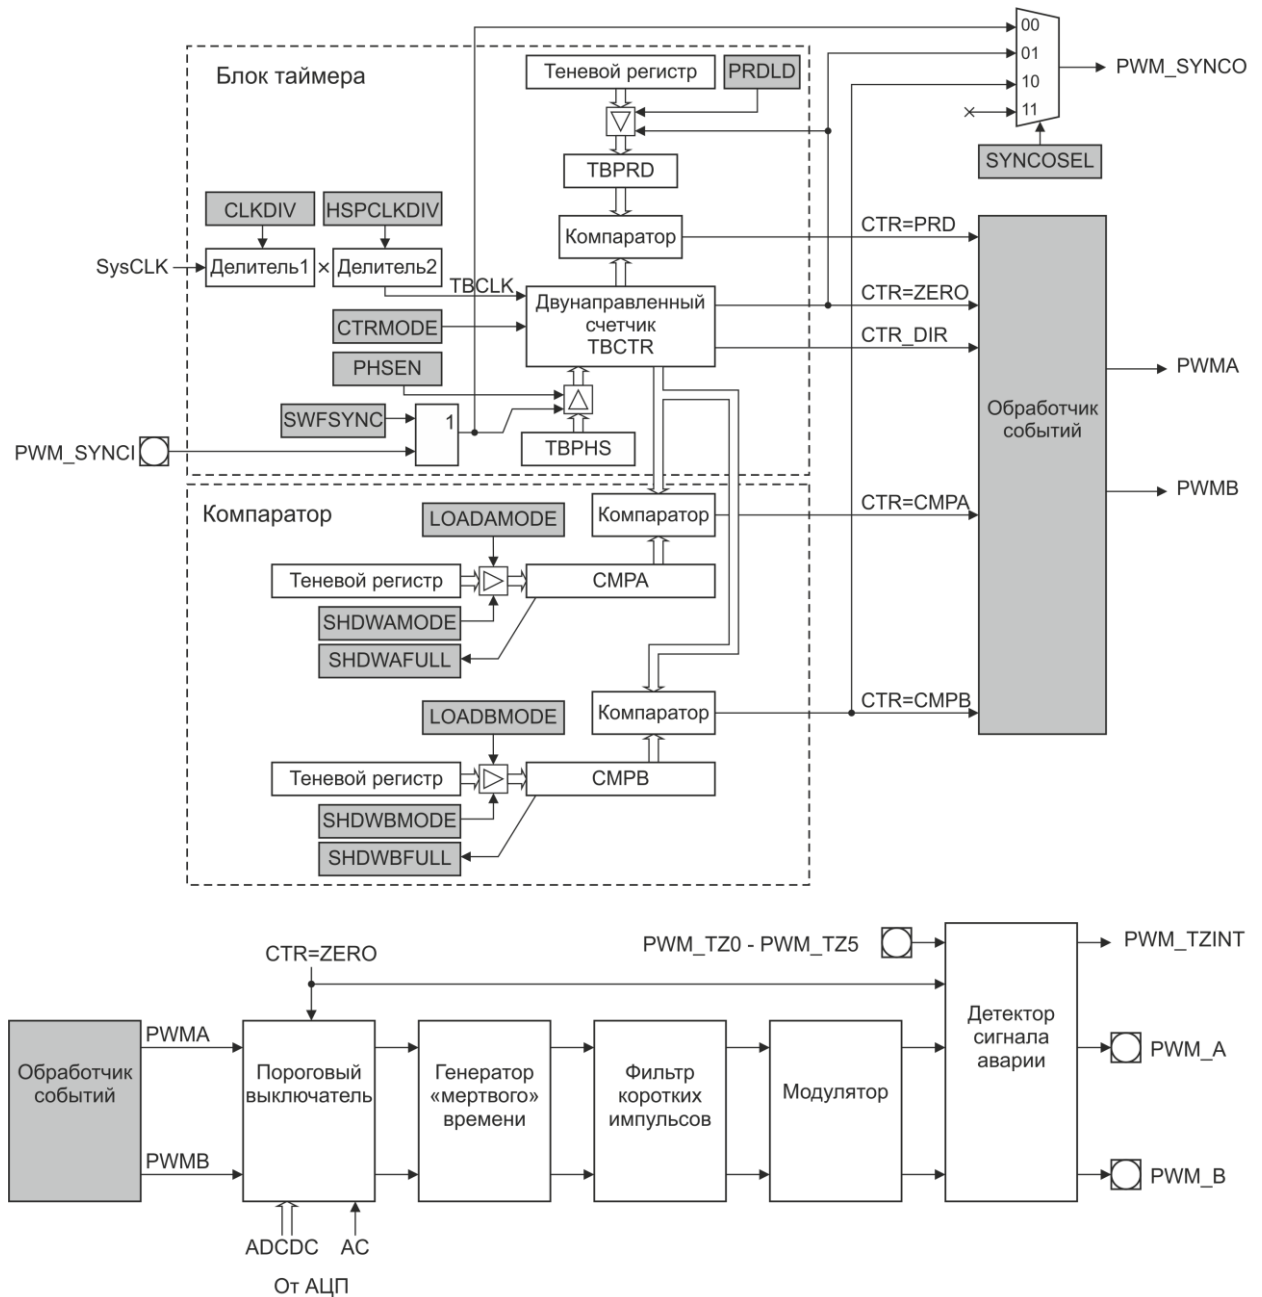 00
01
10
11
PWM_SYNCO
SYNCOSEL
Блок таймера
Теневой регистр
PRDLD
TBPRD
CLKDIV
HSPCLKDIV
Компаратор
CTR=PRD
SysCLK
Делитель1
×
Делитель2
TBCLK
Двунаправленный
счетчик
TBCTR
CTR=ZERO
CTRMODE
CTR_DIR
PHSEN
SWFSYNC
1
PWM_SYNCI
TBPHS
Обработчик
событий
PWMA
PWMB
Компаратор
LOADAMODE
Компаратор
CTR=CMPA
Теневой регистр
CMPA
SHDWAMODE
SHDWAFULL
LOADBMODE
Компаратор
CTR=CMPB
Теневой регистр
CMPB
SHDWBMODE
SHDWBFULL
CTR=ZERO
PWM_TZ0 - PWM_TZ5
PWM_TZINT
Обработчик
событий
PWMA
PWMB
Пороговый
выключатель
Генератор
«мертвого»
времени
Фильтр
коротких
импульсов
Модулятор
Детектор
сигнала
аварии
PWM_A
PWM_B
ADCDC
AC
От АЦП